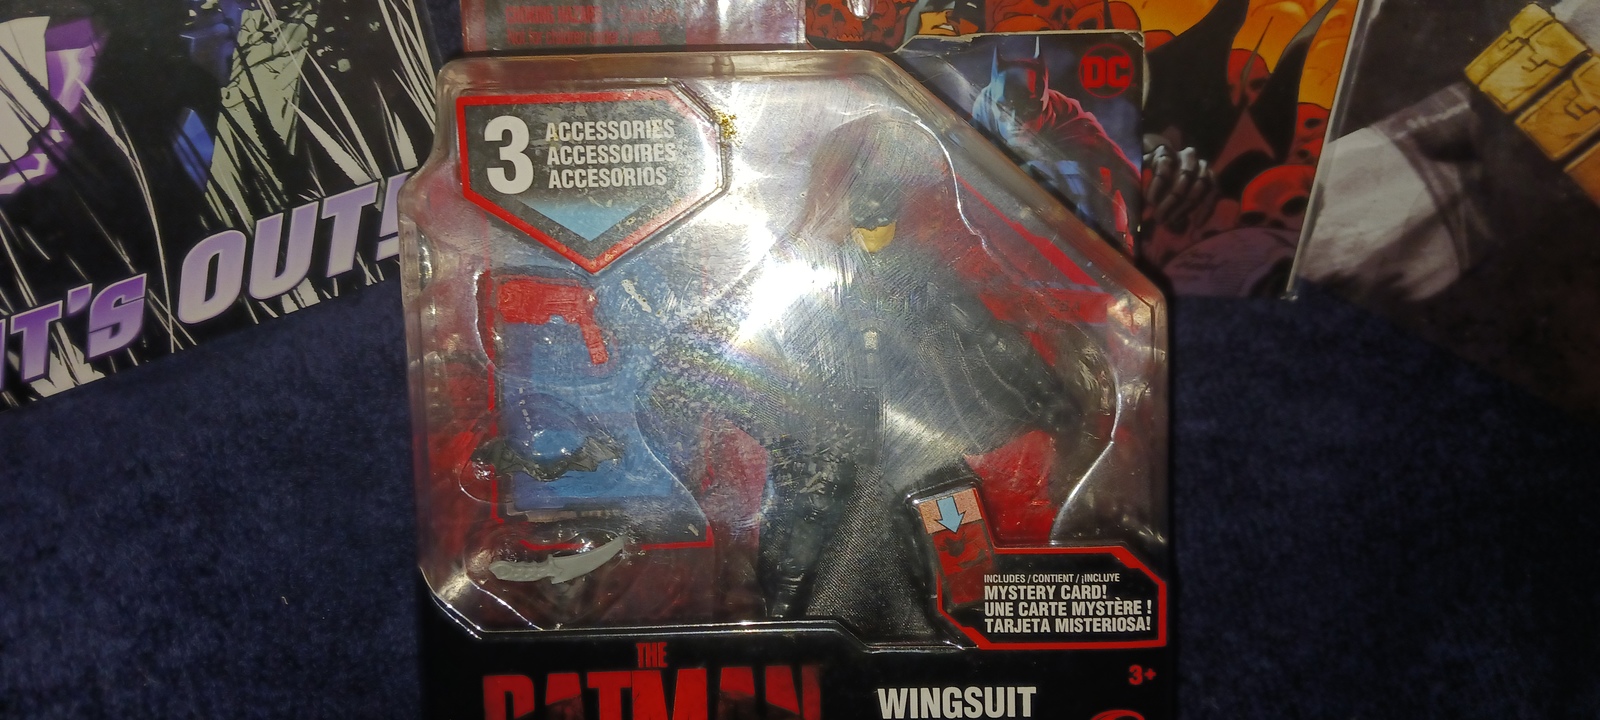 IT'S OUT!
DC
3
ACCESSORIES
ACCESSOIRES
ACCESORIOS
INCLUDES / CONTIENT / ¡INCLUYE
MYSTERY CARD!
UNE CARTE MYSTÈRE !
TARJETA MISTERIOSA!
THE
BATMAN
WINGSUIT
3+